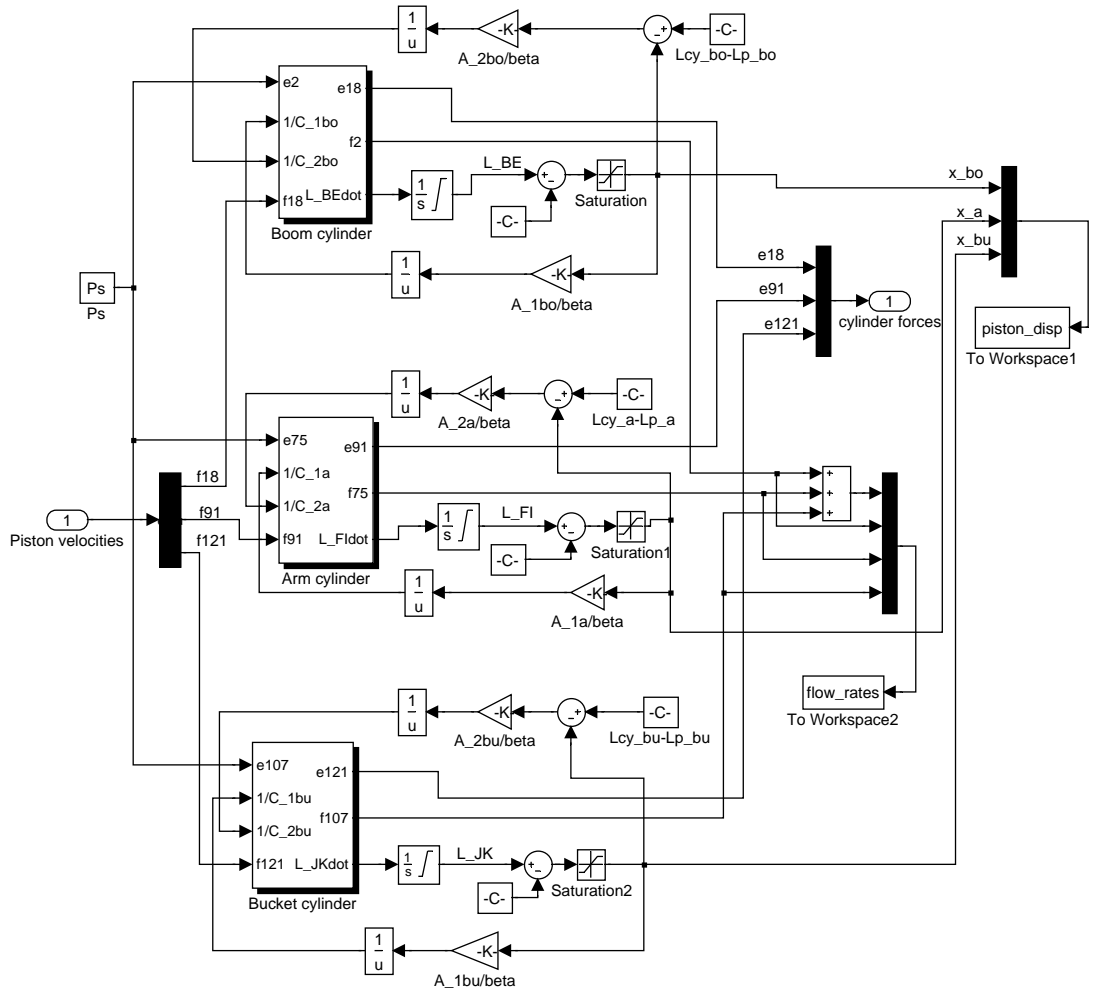 1
u
-K-
A_2bo/beta
-C-
Lcy_bo-Lp_bo
e2
1/C_1bo
1/C_2bo
f18
e18
f2
L_BEdot
Boom cylinder
1
s
L_BE
-C-
Saturation
x_bo
x_a
x_bu
1
u
-K-
A_1bo/beta
Ps
Ps
e18
e91
e121
1
cylinder forces
piston_disp
To Workspace1
1
u
-K-
A_2a/beta
-C-
Lcy_a-Lp_a
e75
1/C_1a
1/C_2a
f91
e91
f75
L_FIdot
Arm cylinder
1
s
L_FI
-C-
Saturation1
1
Piston velocities
f18
f91
f121
1
u
-K-
A_1a/beta
flow_rates
To Workspace2
1
u
-K-
A_2bu/beta
-C-
Lcy_bu-Lp_bu
e107
1/C_1bu
1/C_2bu
f121
e121
f107
L_JKdot
Bucket cylinder
1
s
L_JK
-C-
Saturation2
1
u
-K-
A_1bu/beta